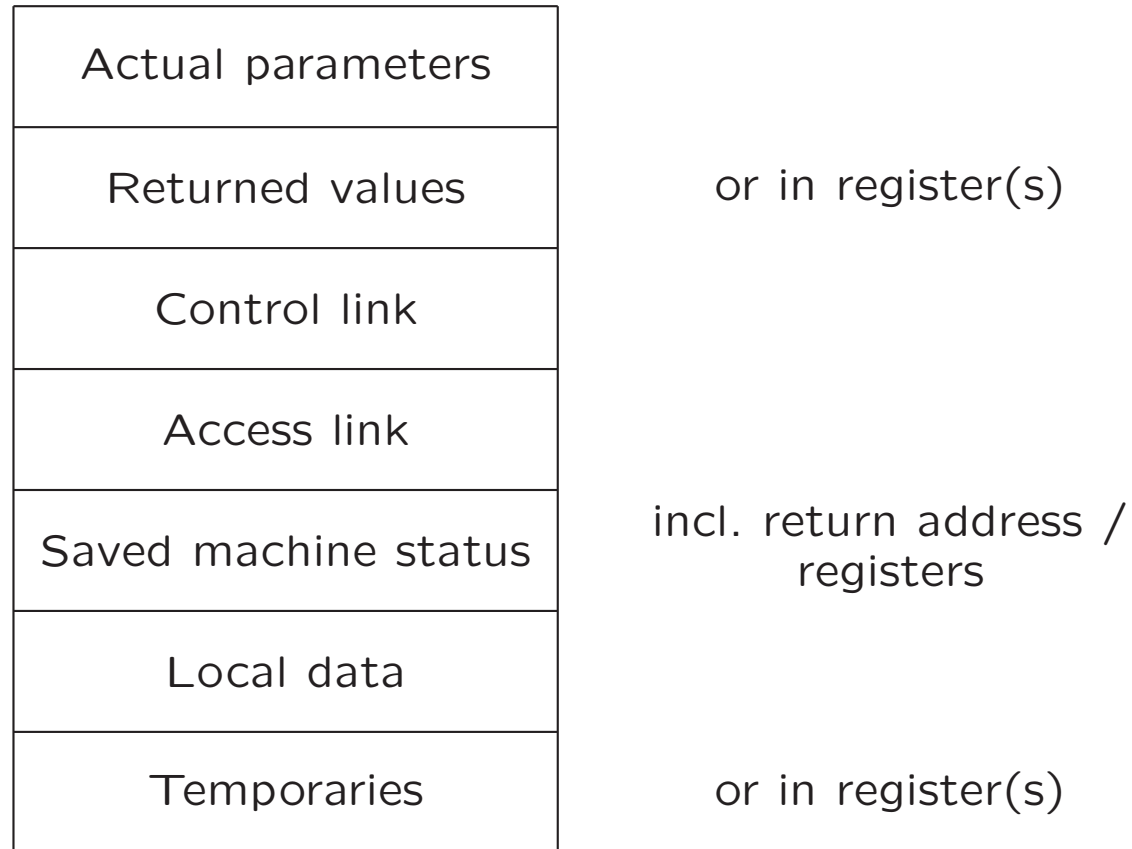 Actual parameters
Returned values
or in register(s)
Control link
Access link
Saved machine status
incl. return address /
registers
Local data
Temporaries
or in register(s)